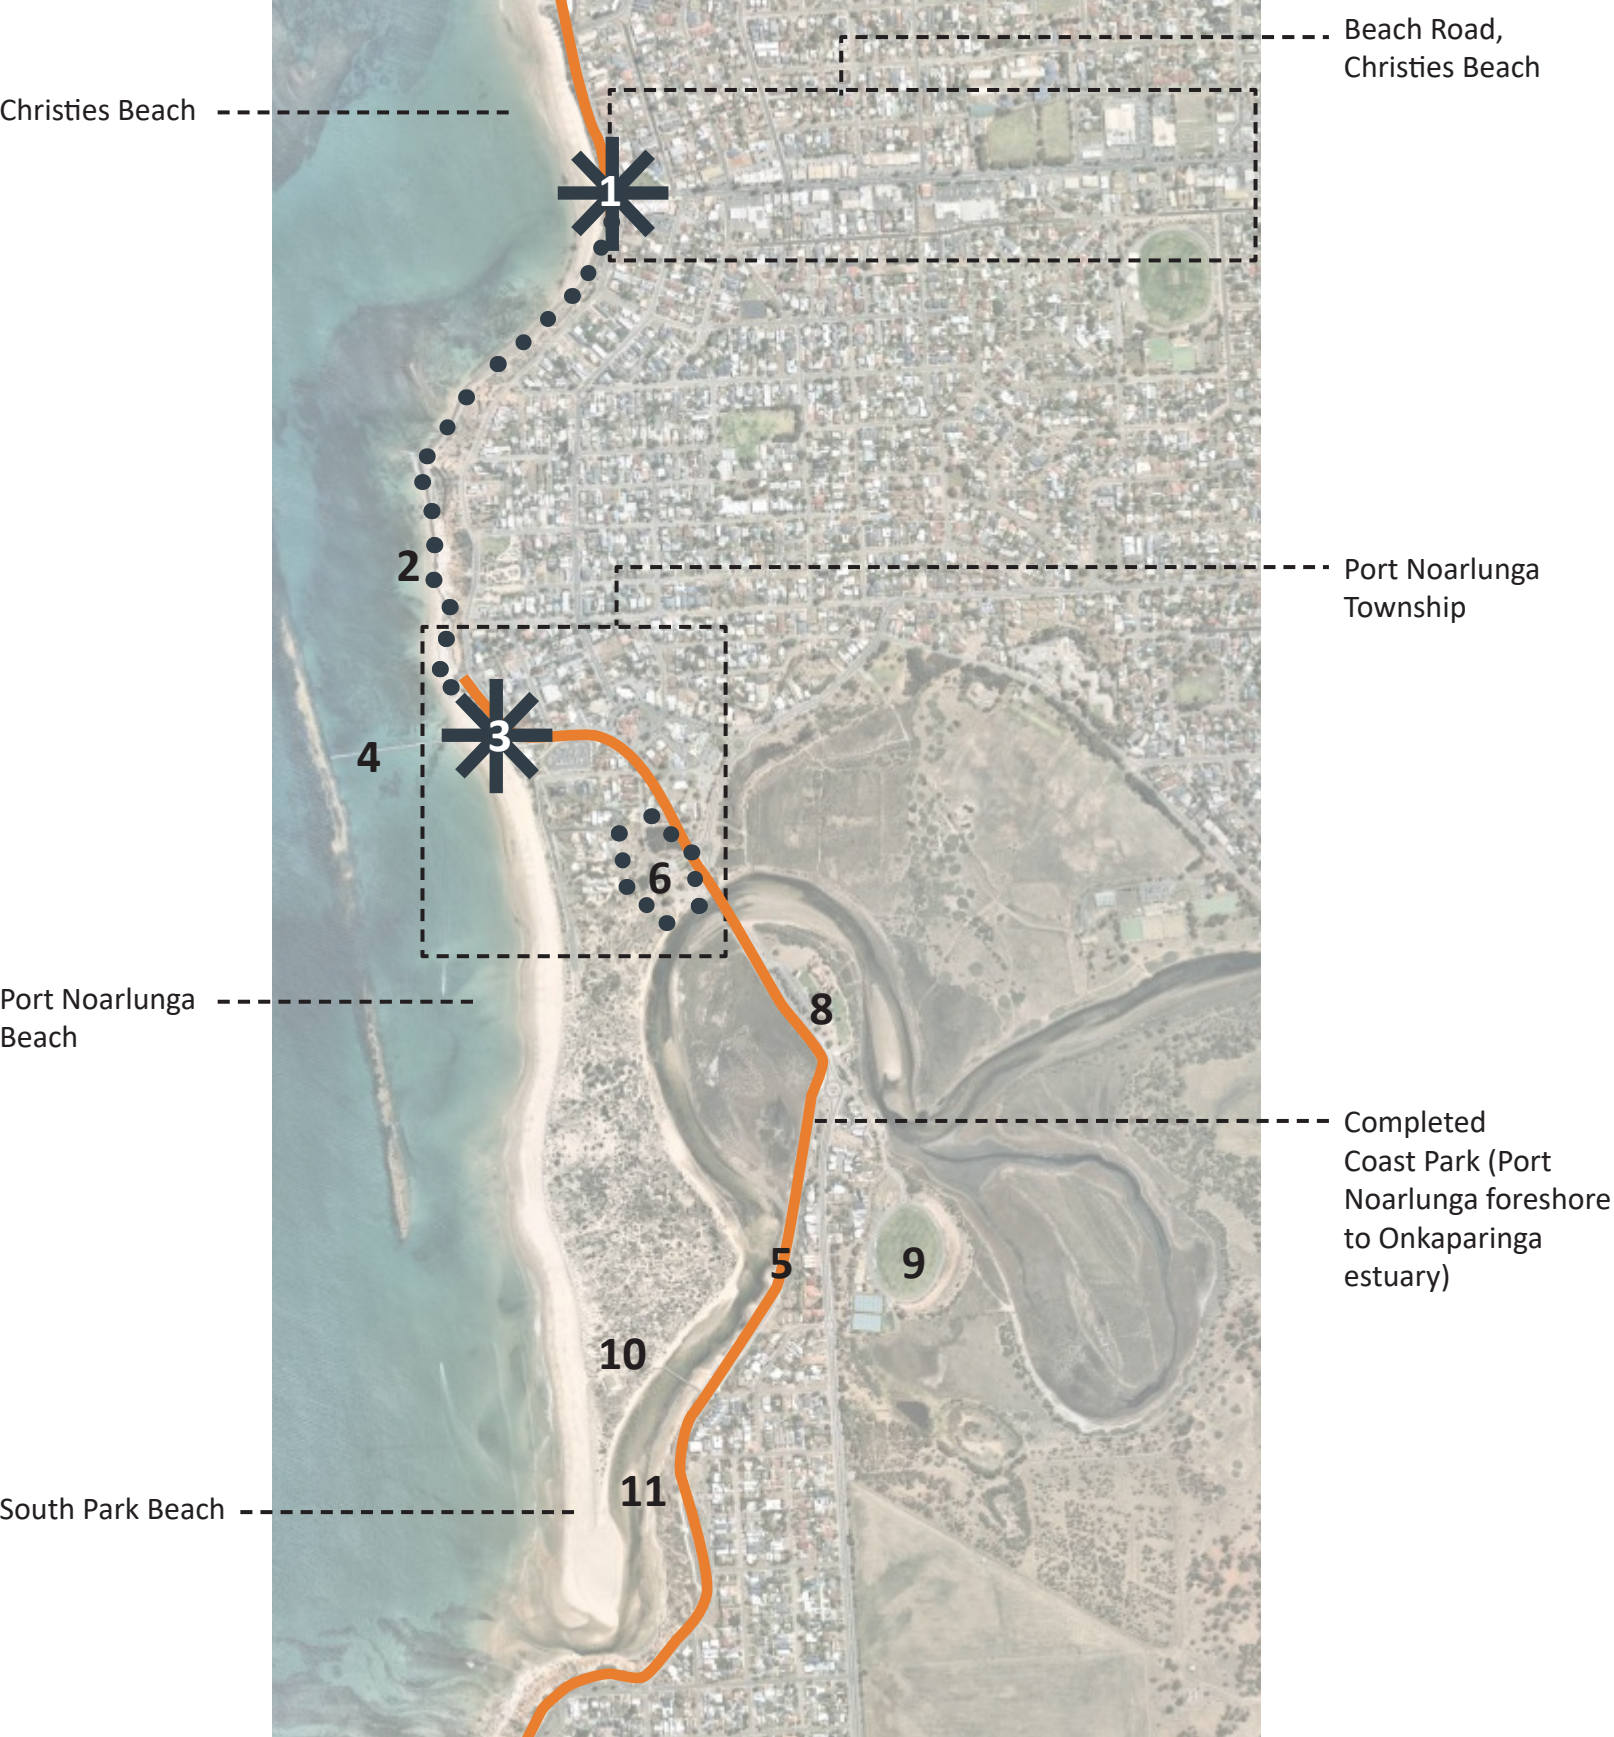 Beach Road,
Christies Beach
Christies Beach
1
2
Port Noarlunga
Township
3
4
6
Port Noarlunga
Beach
8
Completed
Coast Park (Port
Noarlunga foreshore
to Onkaparinga
estuary)
5
9
10
11
South Park Beach